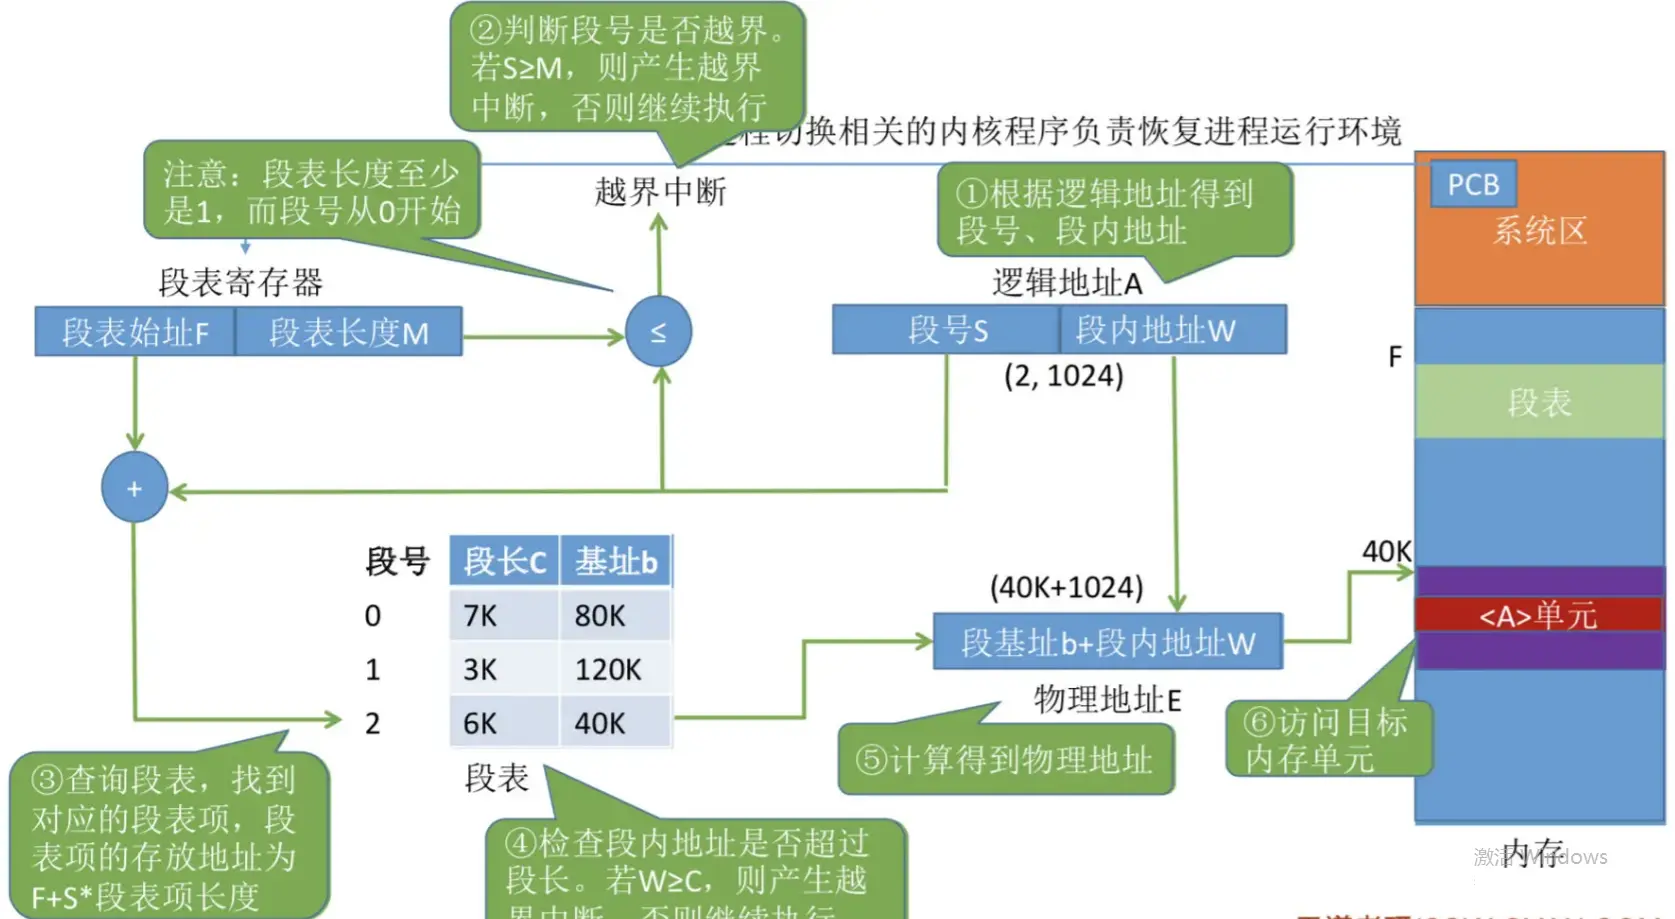 ②判断段号是否越界。
若S≥M，则产生越界
中断，否则继续执行
程切换相关的内核程序负责恢复进程运行环境
注意：段表长度至少
是1，而段号从0开始
越界中断
①根据逻辑地址得到
段号、段内地址
PCB
系统区
段表寄存器
逻辑地址A
段表始址F
段表长度M
≤
段号S
段内地址W
(2, 1024)
F
段表
+
40K
段号
段长C
基址b
0
7K
80K
1
3K
120K
2
6K
40K
段表
(40K+1024)
段基址b+段内地址W
物理地址E
<A>单元
③查询段表，找到
对应的段表项，段
表项的存放地址为
F+S*段表项长度
④检查段内地址是否超过
段长。若W≥C，则产生越
界中断，否则继续执行
⑤计算得到物理地址
⑥访问目标
内存单元
内存
激活 Windows